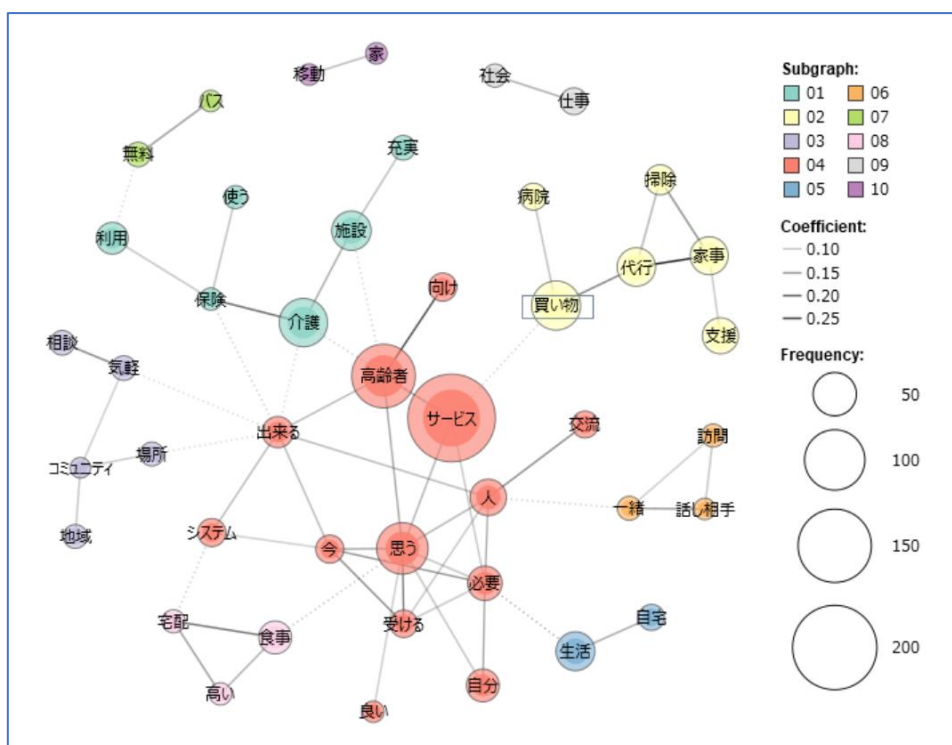 家
移動
社会
仕事
バス
無料
充実
使う
病院
掃除
利用
施設
家事
代行
保険
向け
介護
買い物
支援
相談
気軽
高齢者
サービス
出来る
交流
訪問
場所
コミュニティ
人
一緒
話し相手
地域
システム
今
思う
必要
宅配
受ける
自宅
食事
生活
高い
自分
良い
Subgraph:
01 06
02 07
03 08
04 09
05 10
Coefficient:
0.10
0.15
0.20
0.25
Frequency:
50
100
150
200